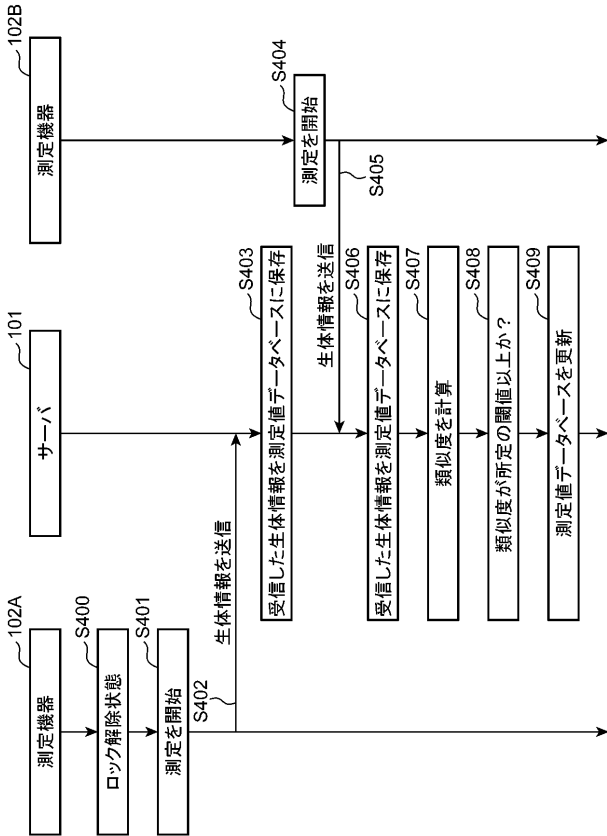 102A
測定機器
S400
ロック解除状態
S401
測定を開始
S402
生体情報を送信
101
サーバ
S403
受信した生体情報を測定値データベースに保存
102B
測定機器
S404
測定を開始
S405
生体情報を送信
S406
受信した生体情報を測定値データベースに保存
S407
類似度を計算
S408
類似度が所定の閾値以上か？
S409
測定値データベースを更新